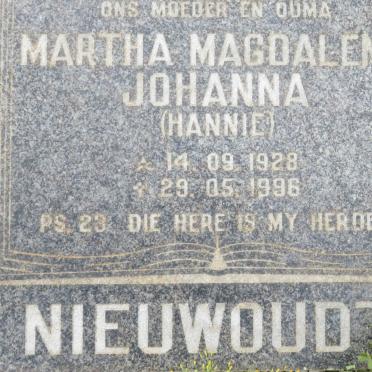 ONS MOEDER EN OUMA
MARTHA MAGDALEN
JOHANNA
(HANNIE)
14. 09. 1928
29. 05. 1996
PS. 23 DIE HERE IS MY HERDE
NIEUWOUDT